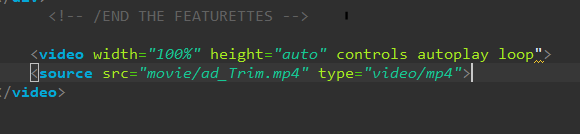 div>
<!-- /END THE FEATURETTES -->
<video width="100%" height="auto" controls autoplay loop">
<source src="movie/ad_Trim.mp4" type="video/mp4">
/video>